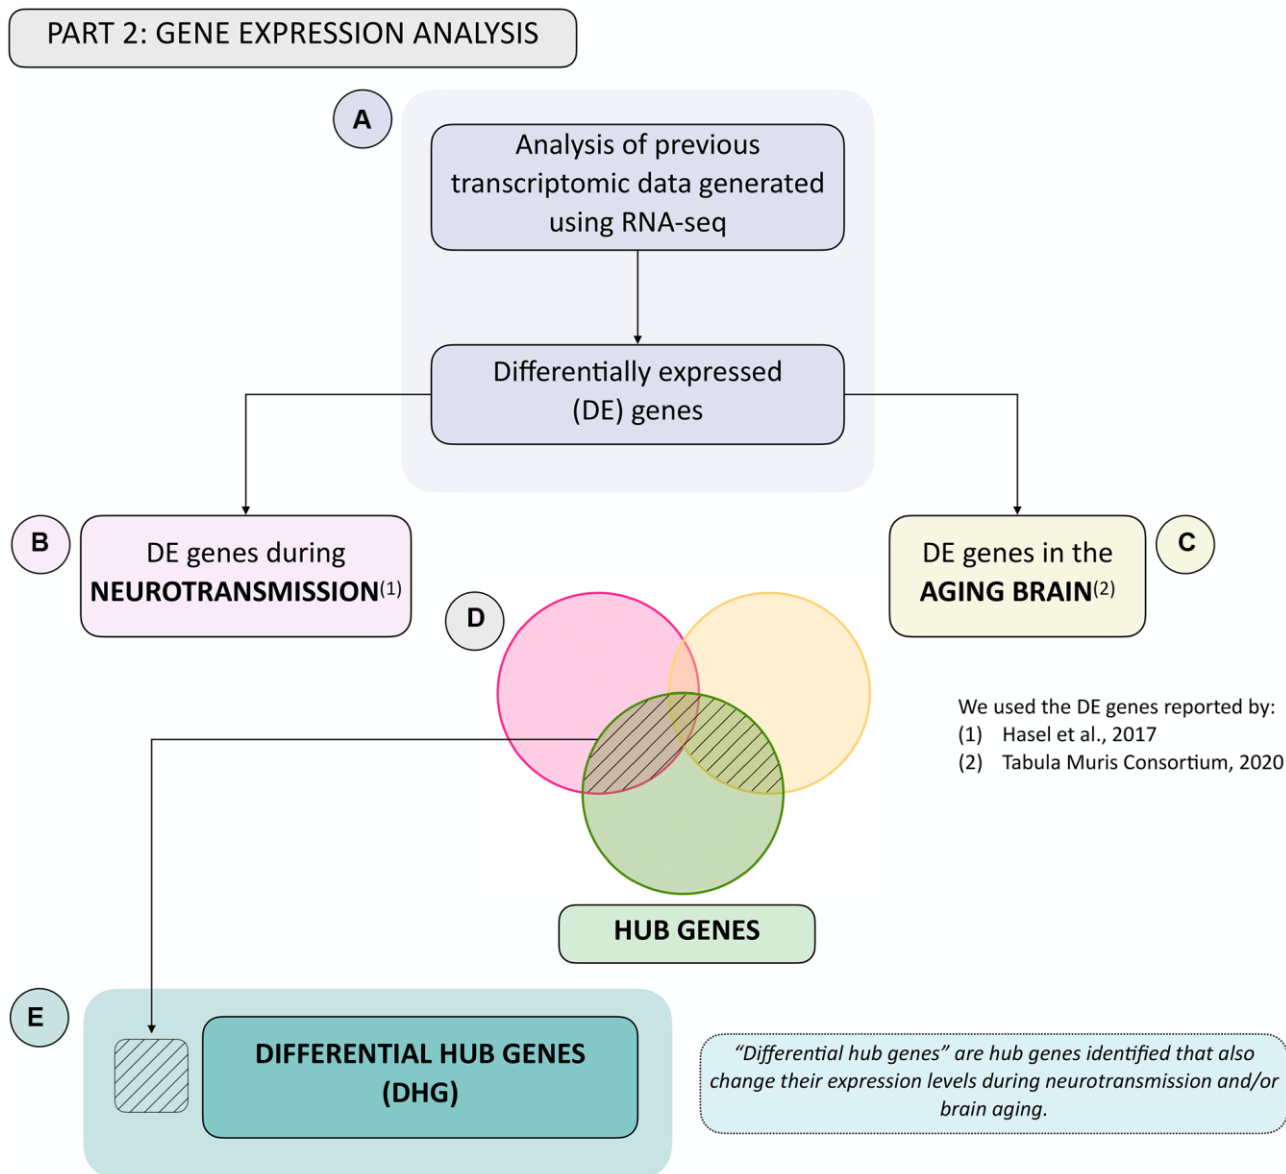 PART 2: GENE EXPRESSION ANALYSIS
A
Analysis of previous
transcriptomic data generated
using RNA-seq
Differentially expressed
(DE) genes
B
DE genes during
NEUROTRANSMISSION(1)
DE genes in the
AGING BRAIN(2)
C
D
We used the DE genes reported by:
(1) Hasel et al., 2017
(2) Tabula Muris Consortium, 2020
HUB GENES
E
DIFFERENTIAL HUB GENES
(DHG)
“Differential hub genes” are hub genes identified that also
change their expression levels during neurotransmission and/or
brain aging.